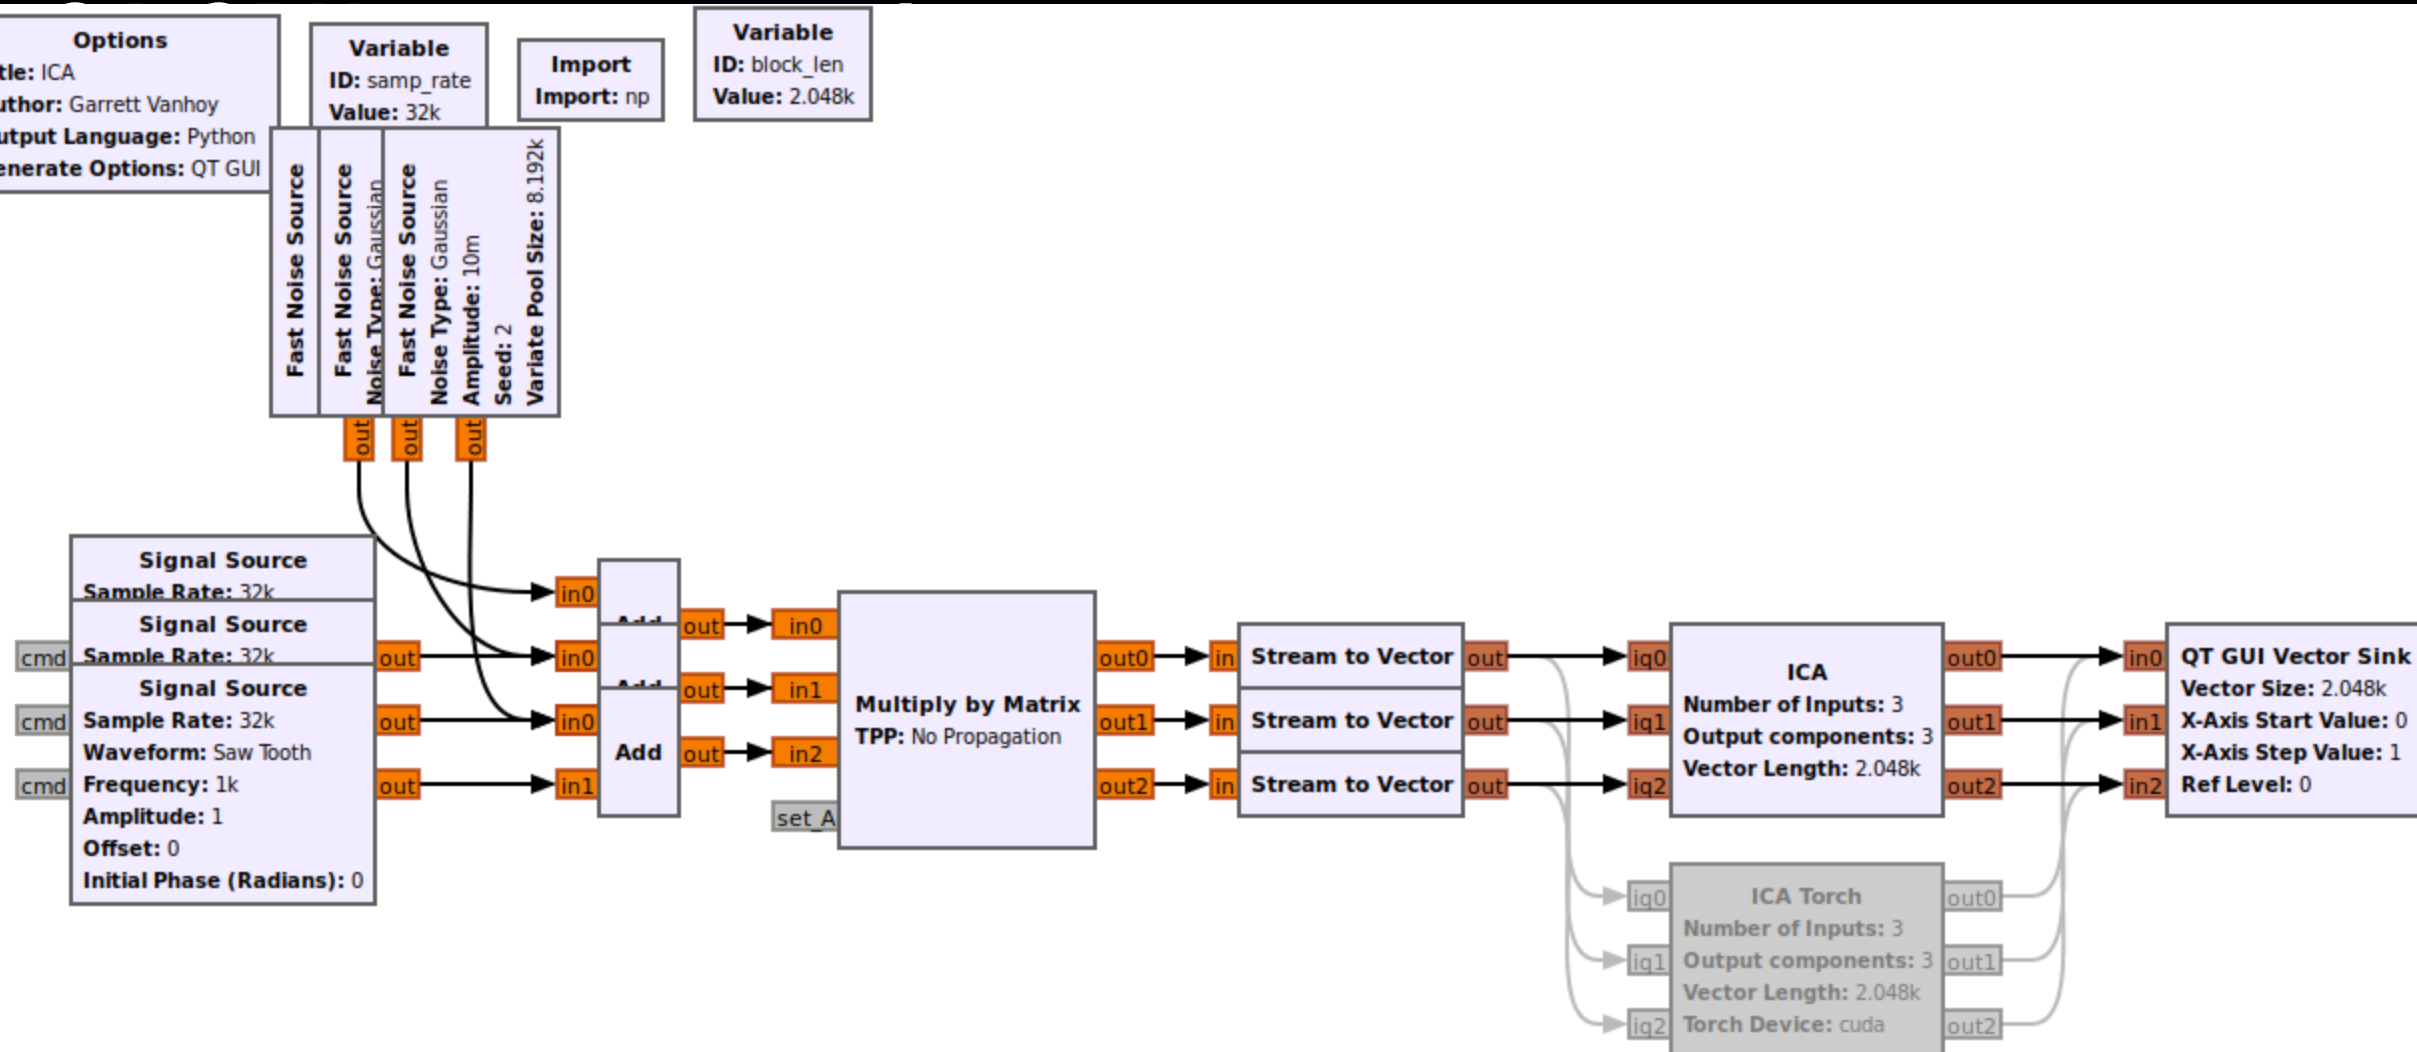 Options
tle: ICA
uthor: Garrett Vanhoy
utput Language: Python
enerate Options: QT GUI
Variable
ID: samp_rate
Value: 32k
Import
Import: np
Variable
ID: block_len
Value: 2.048k
Fast Noise Source
Fast Noise Source
Noise Type: Gaussian
Fast Noise Source
Noise Type: Gaussian
Amplitude: 10m
Seed: 2
Variate Pool Size: 8.192k
out
out
out
Signal Source
Sample Rate: 32k
Signal Source
Sample Rate: 32k
Signal Source
Sample Rate: 32k
Waveform: Saw Tooth
Frequency: 1k
Amplitude: 1
Offset: 0
Initial Phase (Radians): 0
cmd
cmd
cmd
out
out
out
in0
in0
in0
in1
Add
Add
Add
out
out
out
in0
in1
in2
set_A
Multiply by Matrix
TPP: No Propagation
out0
out1
out2
in
in
in
Stream to Vector
Stream to Vector
Stream to Vector
out
out
out
iq0
iq1
iq2
ICA
Number of Inputs: 3
Output components: 3
Vector Length: 2.048k
out0
out1
out2
in0
in1
in2
QT GUI Vector Sink
Vector Size: 2.048k
X-Axis Start Value: 0
X-Axis Step Value: 1
Ref Level: 0
iq0
iq1
iq2
ICA Torch
Number of Inputs: 3
Output components: 3
Vector Length: 2.048k
Torch Device: cuda
out0
out1
out2